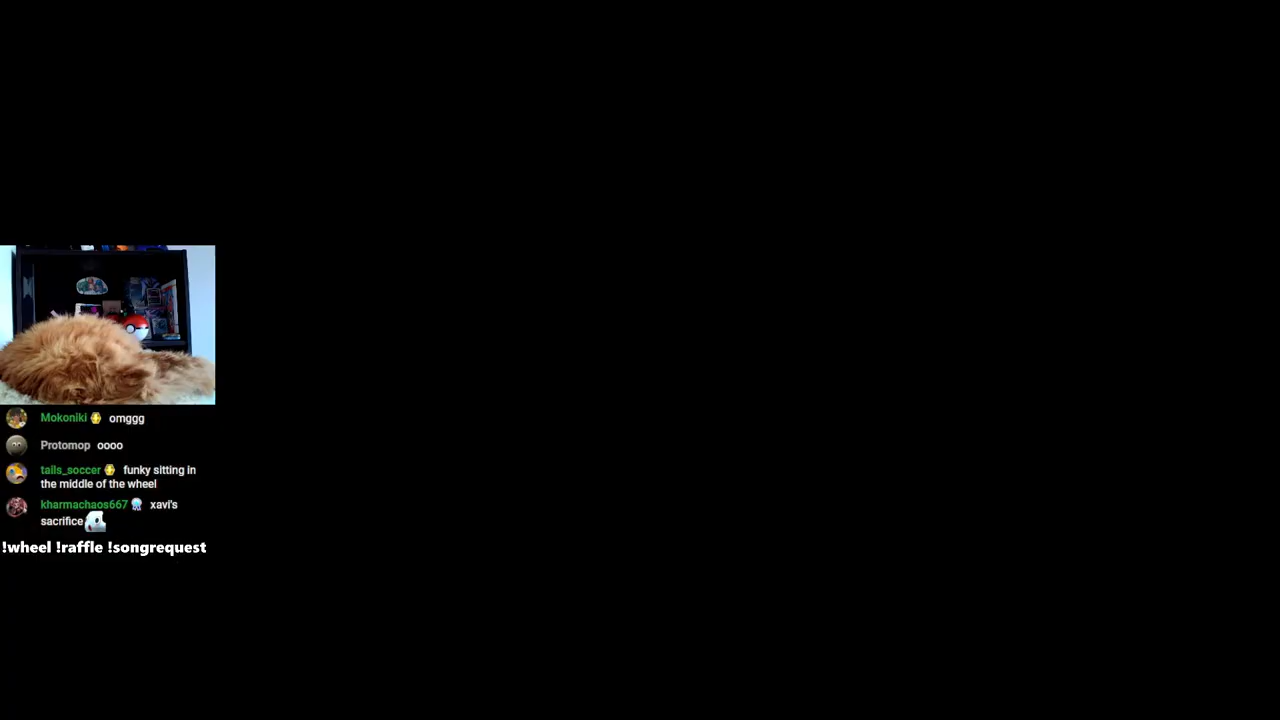 Mokoniki omggg
Protomop oooo
tails_soccer funky sitting in
the middle of the wheel
kharmachaos667 xavi's
sacrifice
!wheel !raffle !songrequest